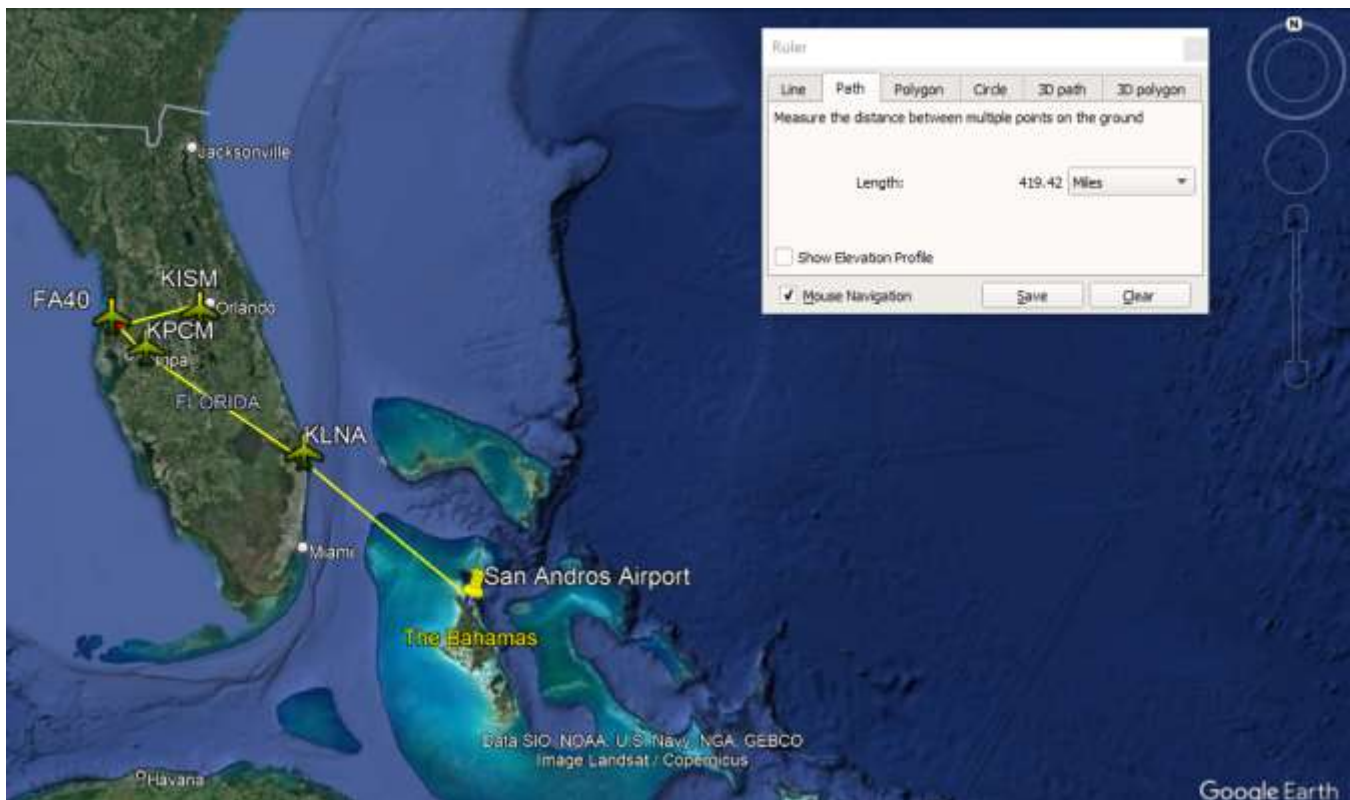 Ruler
Line Path Polygon Circle 3D path 3D polygon
Measure the distance between multiple points on the ground
Length: 419.42 Miles
Show Elevation Profile
Mouse Navigation Save Clear
N
Jacksonville
KISM
FA40
Orlando
KPCM
FLORIDA
KLNA
Miami
San Andros Airport
The Bahamas
Data SIO, NOAA, U.S. Navy, NGA, GEBCO
Image Landsat / Copernicus
Havana
Google Earth